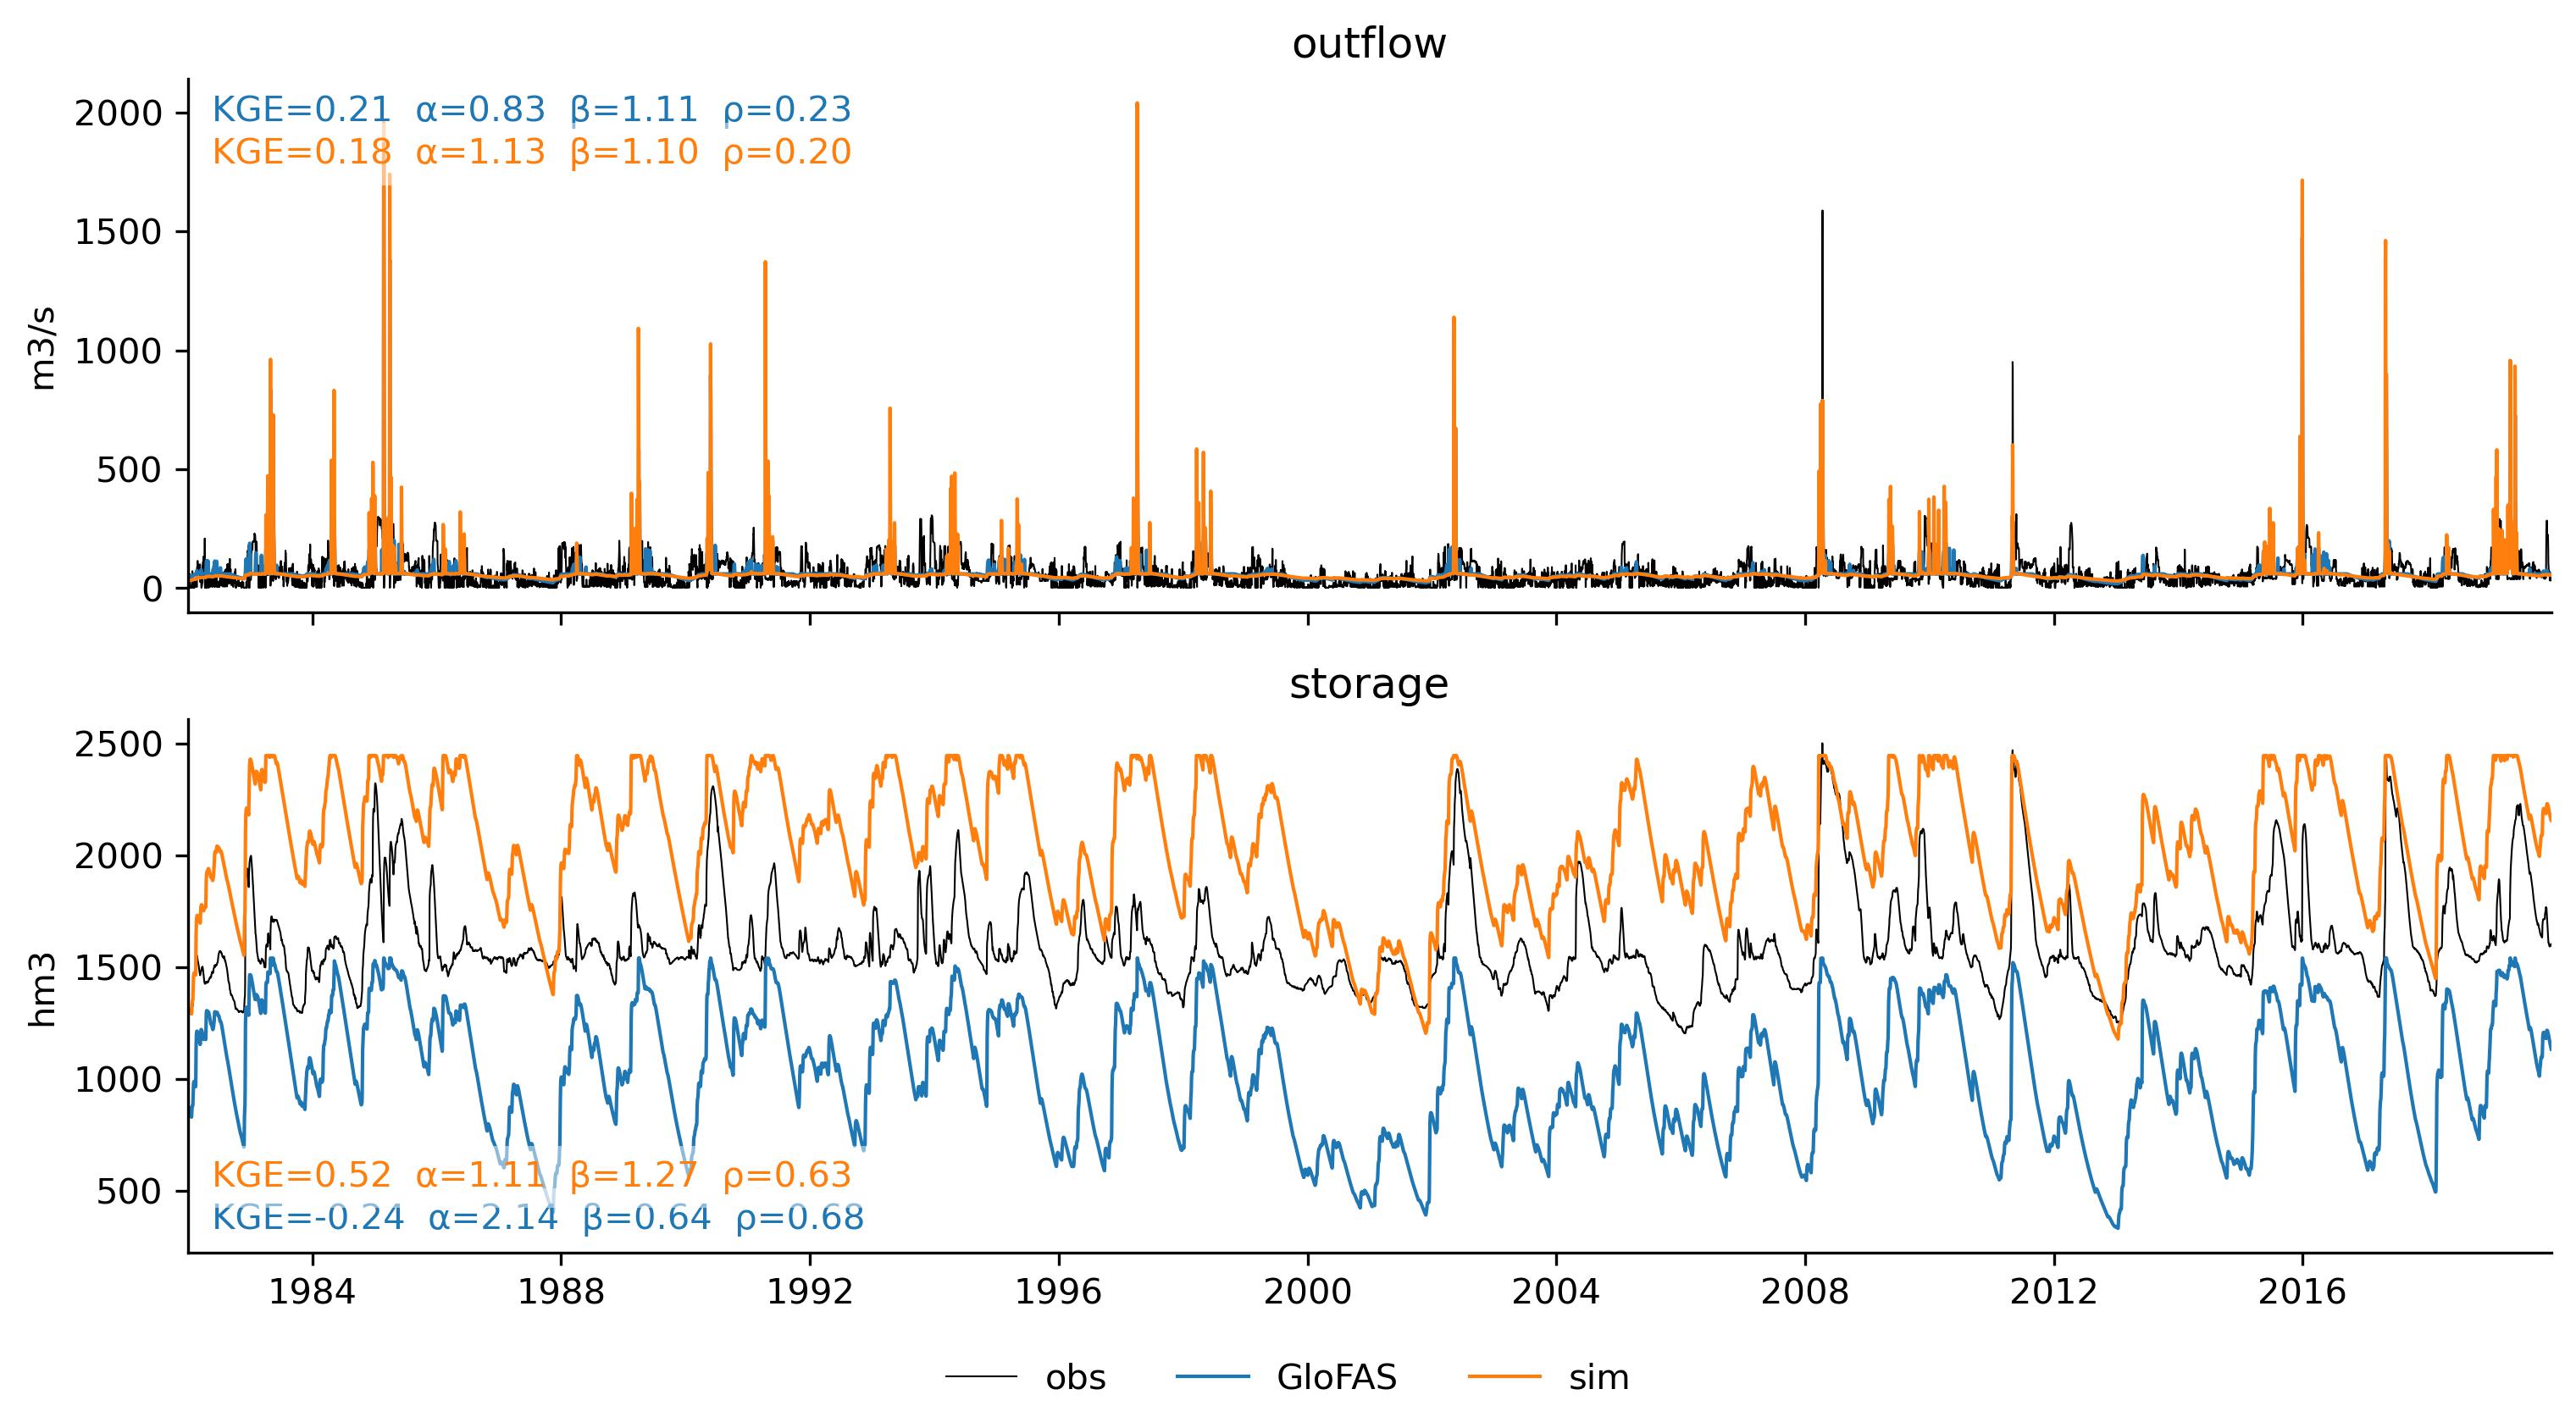 outflow
KGE=0.21 α=0.83 β=1.11 ρ=0.23
KGE=0.18 α=1.13 β=1.10 ρ=0.20
2000
1500
1000
500
0
m3/s
storage
2500
2000
1500
1000
500
hm3
KGE=0.52 α=1.11 β=1.27 ρ=0.63
KGE=-0.24 α=2.14 β=0.64 ρ=0.68
1984 1988 1992 1996 2000 2004 2008 2012 2016
obs GloFAS sim